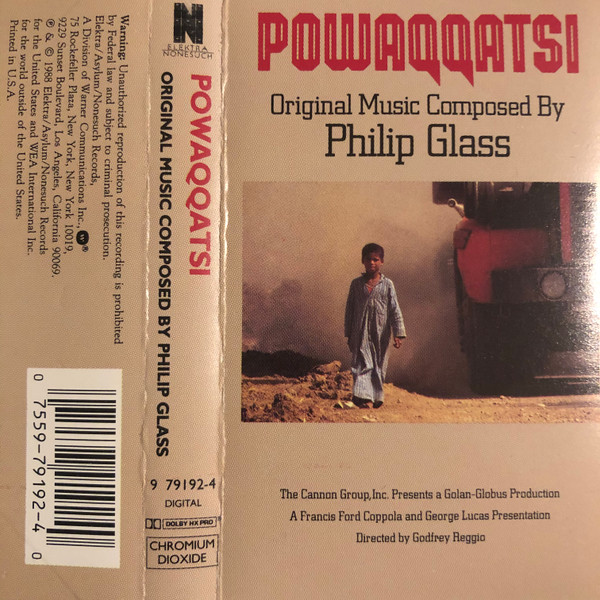 POWAQQATSI
Original Music Composed By
Philip Glass
The Cannon Group, Inc. Presents a Golan-Globus Production
A Francis Ford Coppola and George Lucas Presentation
Directed by Godfrey Reggio
N
ELEKTRA
NONESUCH
POWAQQATSI
ORIGINAL MUSIC COMPOSED BY PHILIP GLASS
9 79192-4
DIGITAL
DOLBY HX PRO
CHROMIUM
DIOXIDE
Warning: Unauthorized reproduction of this recording is prohibited
by Federal law and subject to criminal prosecution.
Elektra/Asylum/Nonesuch Records,
A Division of Warner Communications Inc.,
75 Rockefeller Plaza, New York, New York 10019,
9229 Sunset Boulevard, Los Angeles, California 90069.
℗ & © 1988 Elektra/Asylum/Nonesuch Records
for the United States and WEA International Inc.
for the world outside of the United States.
Printed in U.S.A.
0 7559-79192-4 0